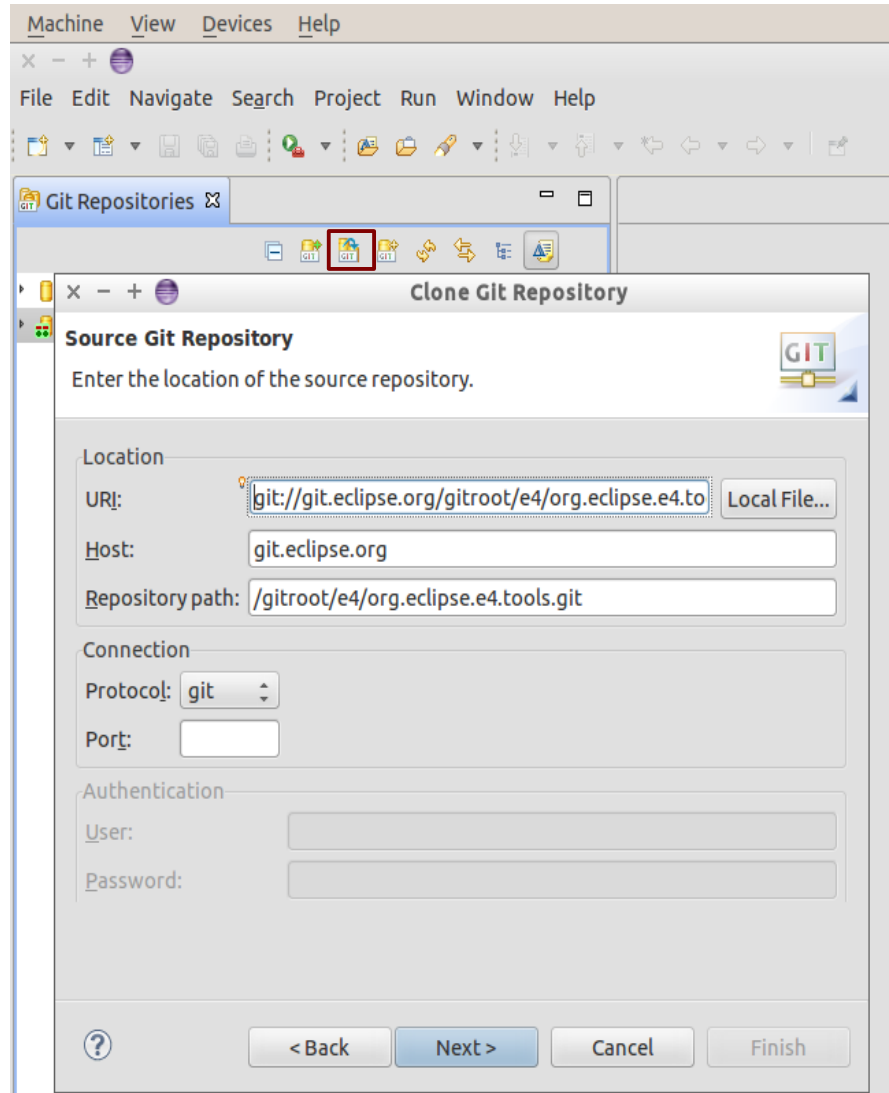 Machine View Devices Help
File Edit Navigate Search Project Run Window Help
Git Repositories
Clone Git Repository
Source Git Repository
Enter the location of the source repository.
GIT
Location
URI: git://git.eclipse.org/gitroot/e4/org.eclipse.e4.to Local File...
Host: git.eclipse.org
Repository path: /gitroot/e4/org.eclipse.e4.tools.git
Connection
Protocol: git
Port:
Authentication
User:
Password:
< Back Next > Cancel Finish